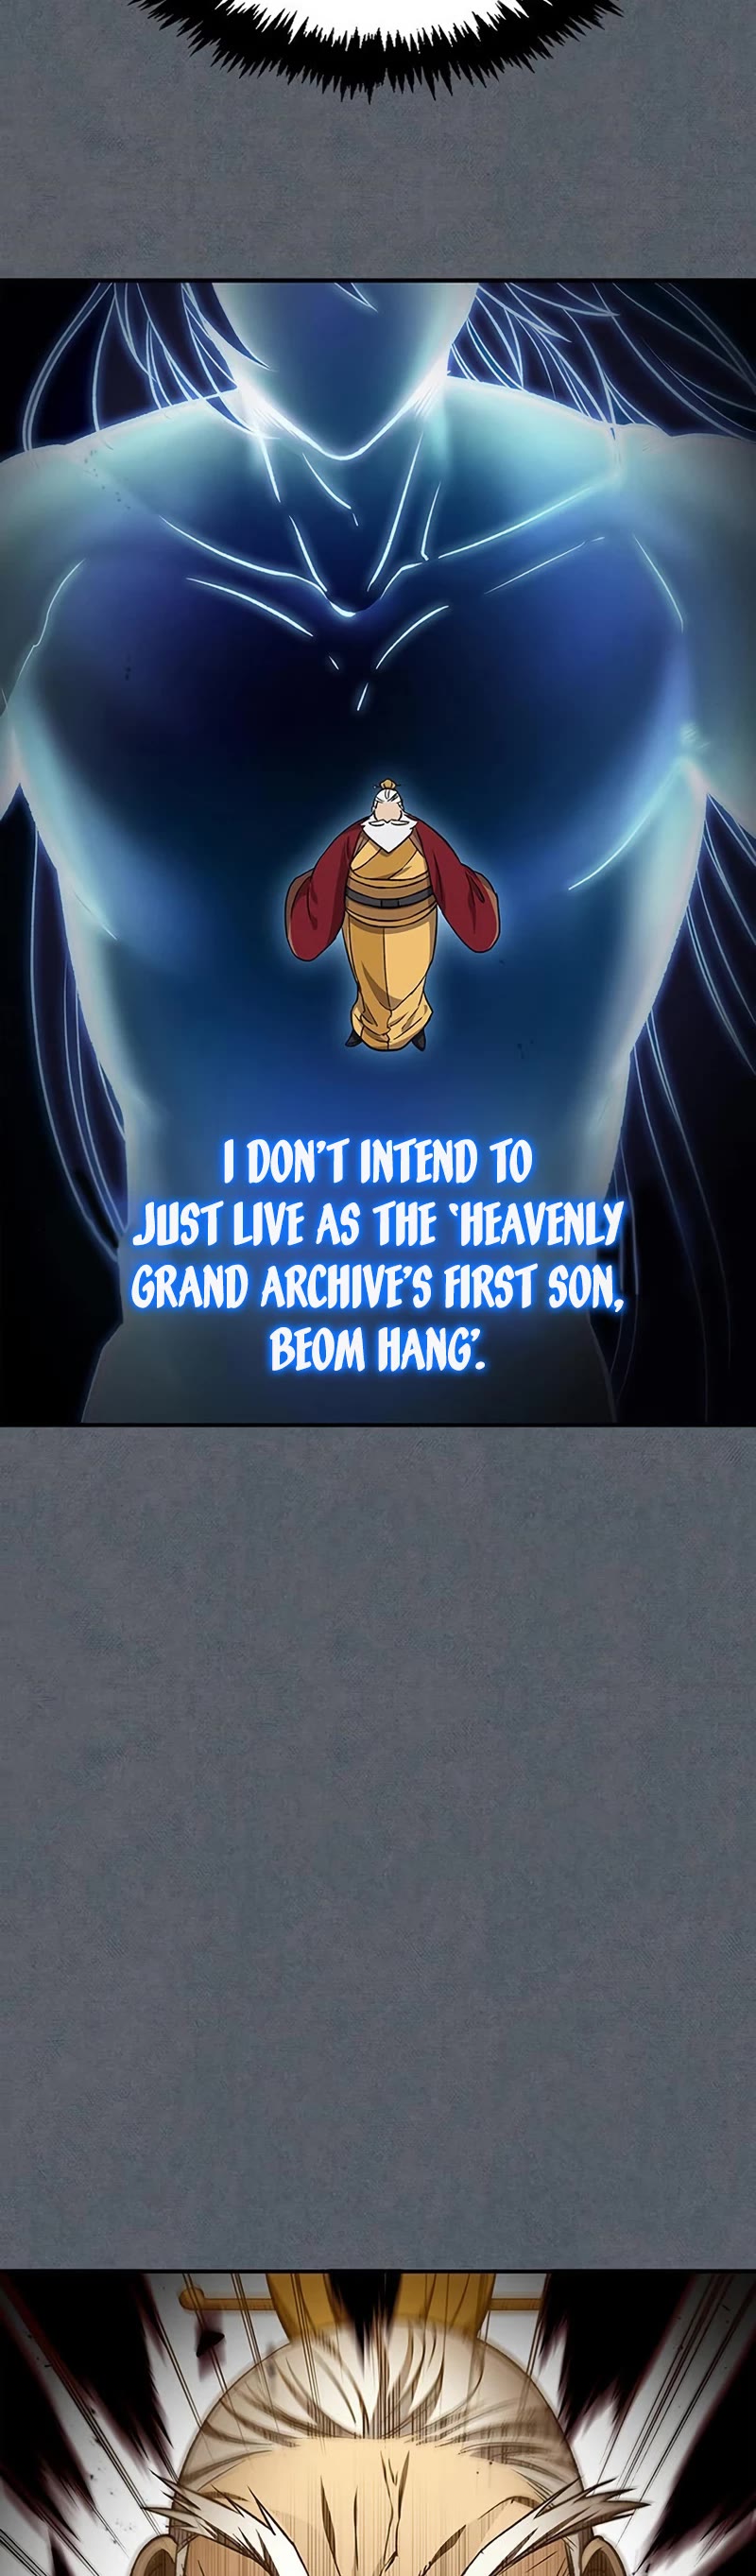 I DON'T INTEND TO
JUST LIVE AS THE 'HEAVENLY
GRAND ARCHIVE'S FIRST SON,
BEOM HANG'.